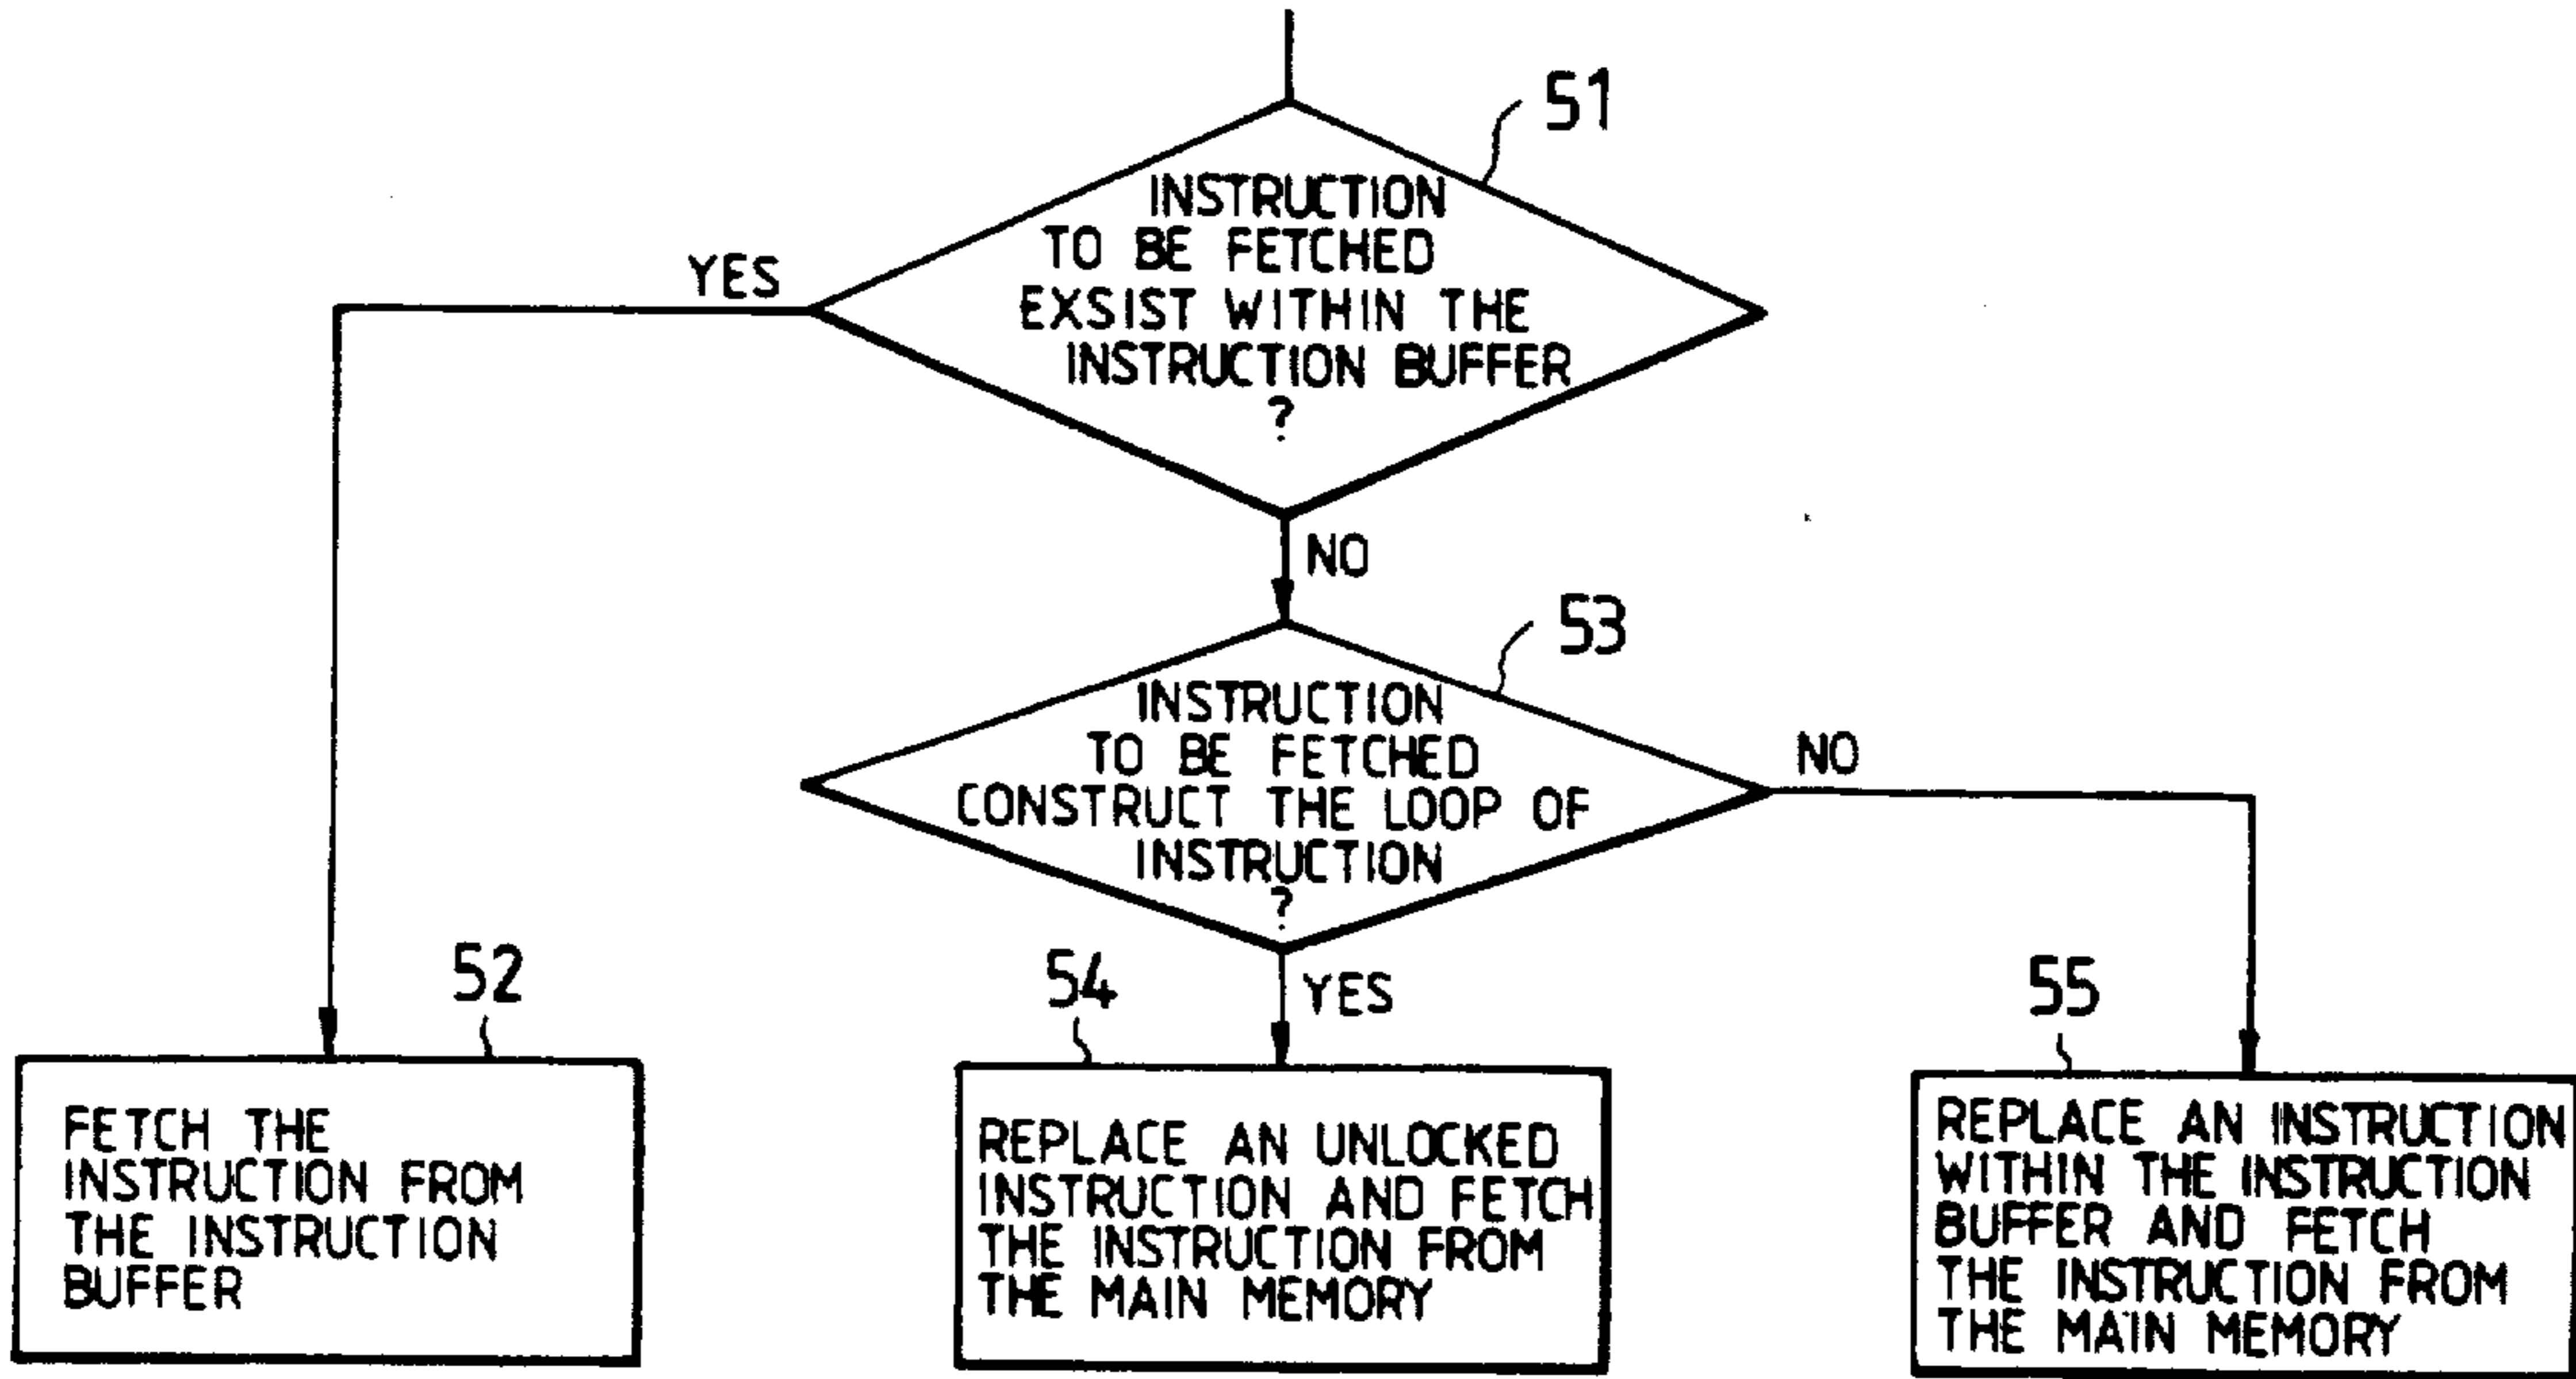 51
INSTRUCTION
TO BE FETCHED
EXSIST WITHIN THE
INSTRUCTION BUFFER
?
YES
NO
53
INSTRUCTION
TO BE FETCHED
CONSTRUCT THE LOOP OF
INSTRUCTION
?
NO
YES
52
FETCH THE
INSTRUCTION FROM
THE INSTRUCTION
BUFFER
54
REPLACE AN UNLOCKED
INSTRUCTION AND FETCH
THE INSTRUCTION FROM
THE MAIN MEMORY
55
REPLACE AN INSTRUCTION
WITHIN THE INSTRUCTION
BUFFER AND FETCH
THE INSTRUCTION FROM
THE MAIN MEMORY